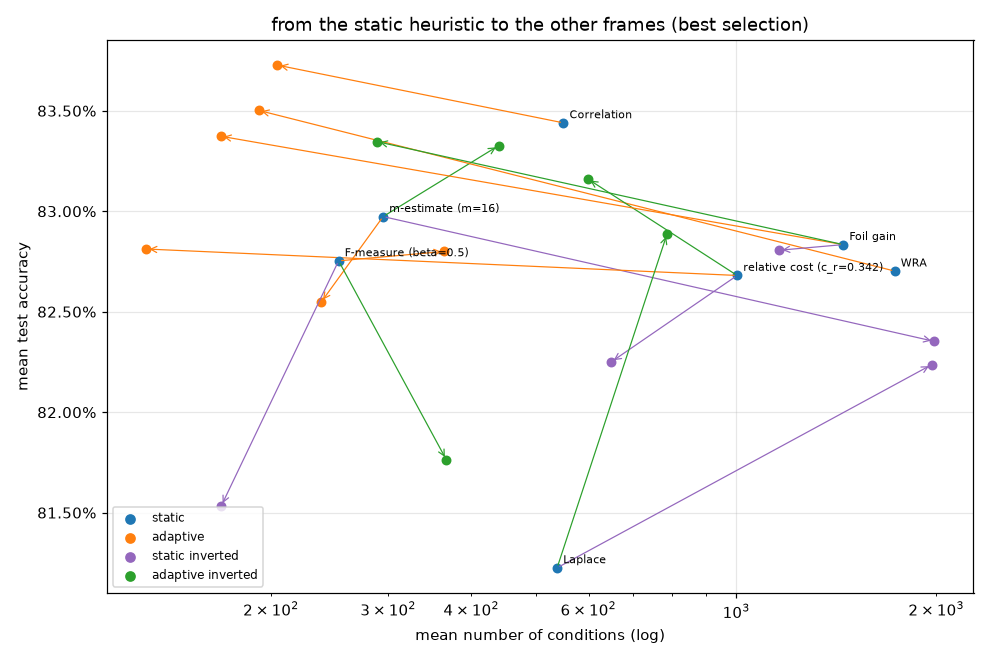 from the static heuristic to the other frames (best selection)
83.50%
83.00%
82.50%
82.00%
81.50%
mean test accuracy
Correlation
m-estimate (m=16)
Foil gain
F-measure (beta=0.5)
WRA
relative cost (c_r=0.342)
Laplace
static
adaptive
static inverted
adaptive inverted
2 × 10² 3 × 10² 4 × 10² 6 × 10² 10³ 2 × 10³
mean number of conditions (log)